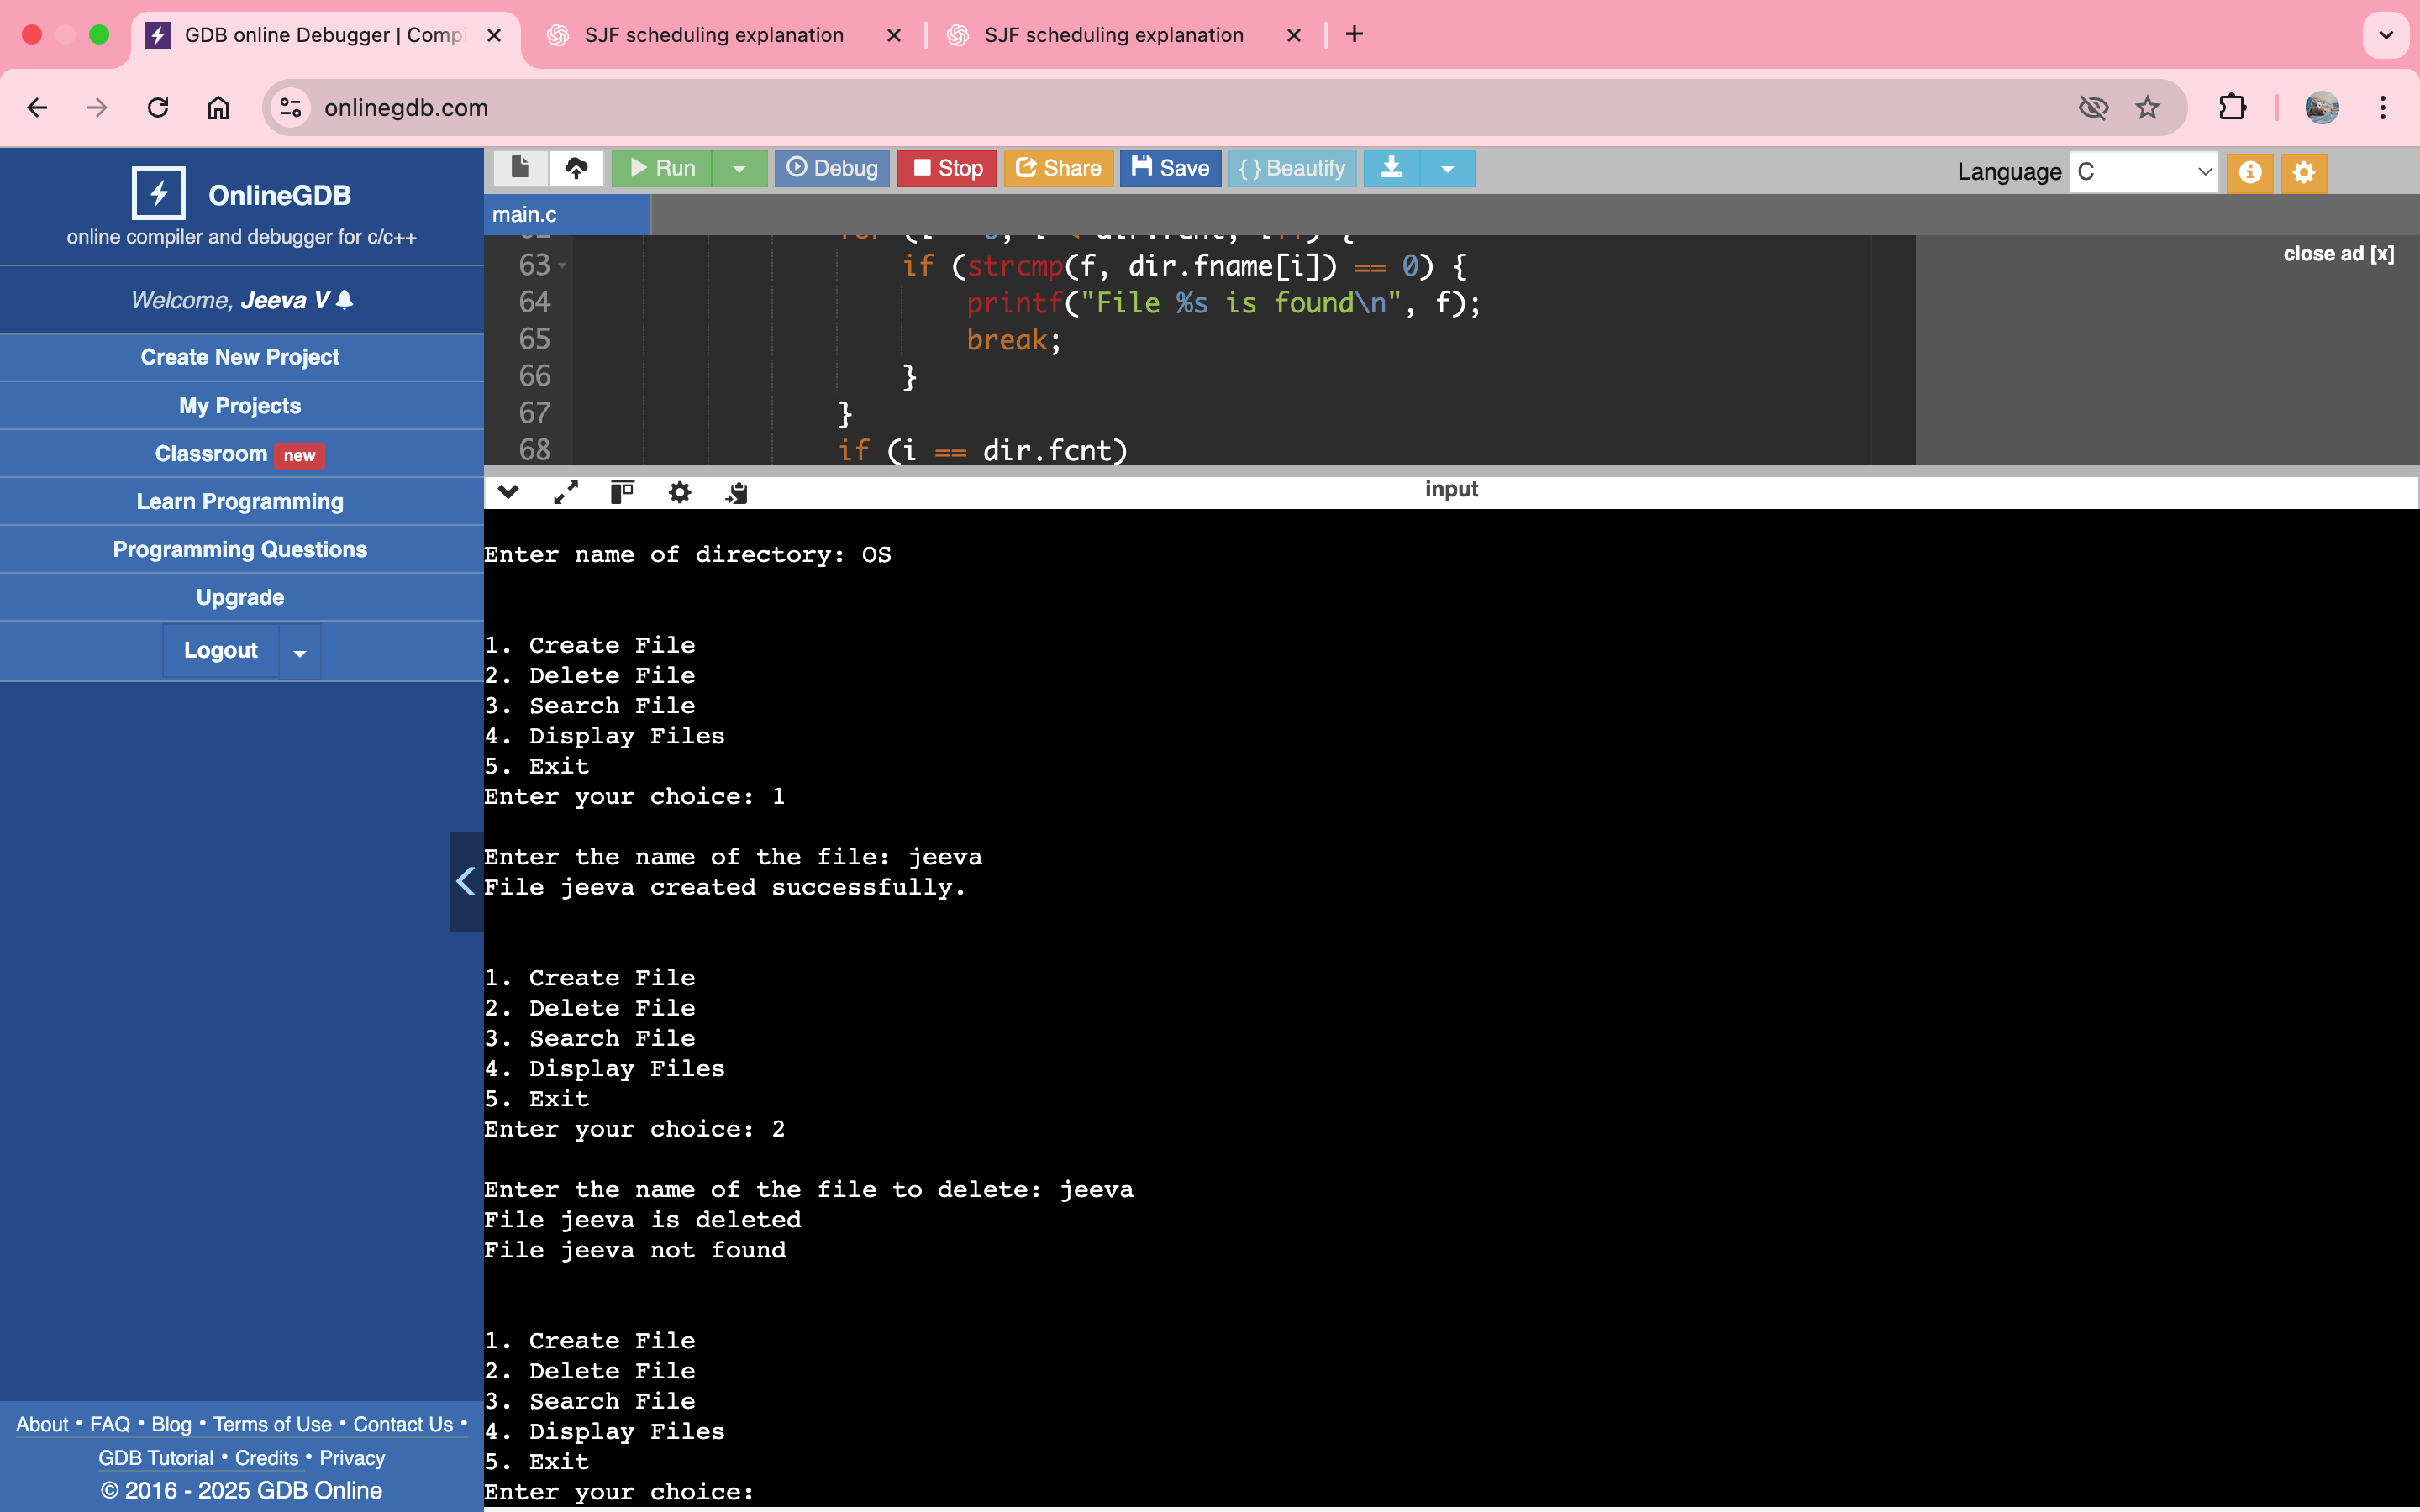 GDB online Debugger | Comp
SJF scheduling explanation
SJF scheduling explanation
onlinegdb.com
OnlineGDB
online compiler and debugger for c/c++
Welcome, Jeeva V
Create New Project
My Projects
Classroom new
Learn Programming
Programming Questions
Upgrade
Logout
About • FAQ • Blog • Terms of Use • Contact Us •
GDB Tutorial • Credits • Privacy
© 2016 - 2025 GDB Online
Run
Debug
Stop
Share
Save
{ } Beautify
Language C
main.c
close ad [x]
63 if (strcmp(f, dir.fname[i]) == 0) {
64 printf("File %s is found\n", f);
65 break;
66 }
67 }
68 if (i == dir.fcnt)
input
Enter name of directory: OS
1. Create File
2. Delete File
3. Search File
4. Display Files
5. Exit
Enter your choice: 1
Enter the name of the file: jeeva
File jeeva created successfully.
1. Create File
2. Delete File
3. Search File
4. Display Files
5. Exit
Enter your choice: 2
Enter the name of the file to delete: jeeva
File jeeva is deleted
File jeeva not found
1. Create File
2. Delete File
3. Search File
4. Display Files
5. Exit
Enter your choice: